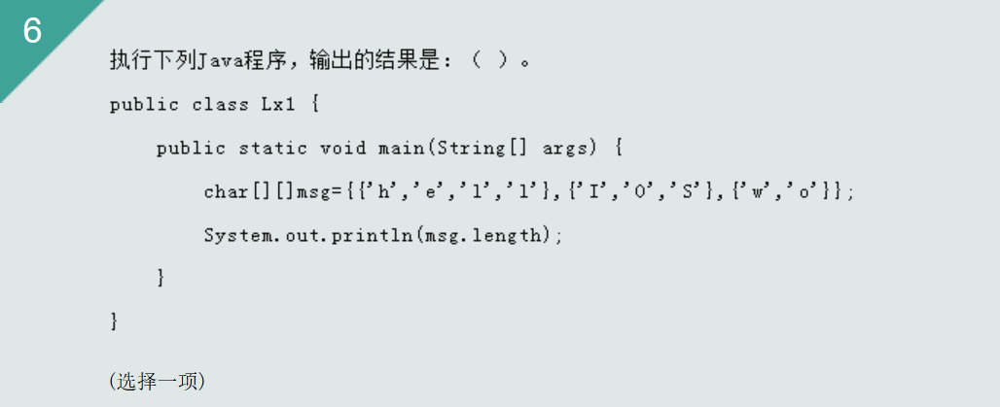 6
执行下列Java程序，输出的结果是：（ ）。
public class Lx1 {
public static void main(String[] args) {
char[][]msg={{'h','e','l','l'},{'I','O','S'},{'w','o'}};
System.out.println(msg.length);
}
}
(选择一项)